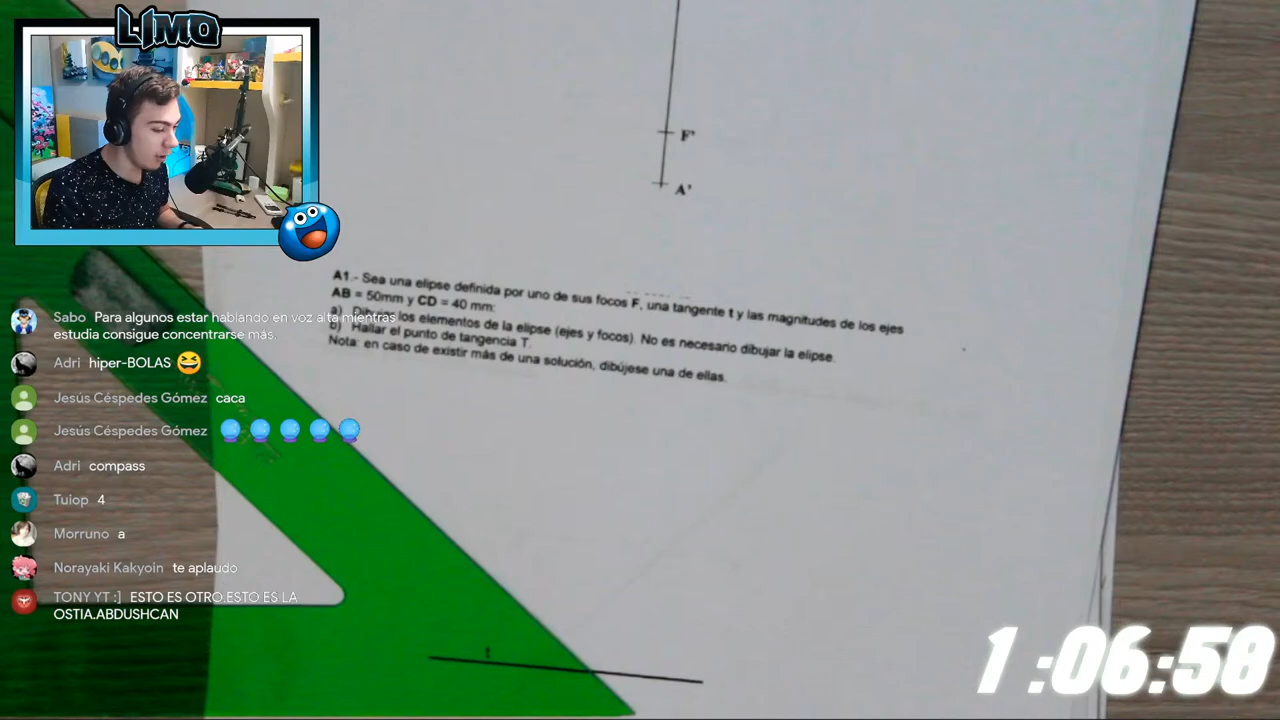 LIMO
F'
A'
A1.- Sea una elipse definida por uno de sus focos F, una tangente t y las magnitudes de los ejes
AB = 50mm y CD = 40 mm:
a) Dibujar los elementos de la elipse (ejes y focos). No es necesario dibujar la elipse.
b) Hallar el punto de tangencia T.
Nota: en caso de existir más de una solución, dibújese una de ellas.
Sabo Para algunos estar hablando en voz alta mientras
estudia consigue concentrarse más.
Adri hiper-BOLAS
Jesús Céspedes Gómez caca
Jesús Céspedes Gómez
Adri compass
Tuiop 4
Morruno a
Norayaki Kakyoin te aplaudo
TONY YT :] ESTO ES OTRO.ESTO ES LA
OSTIA.ABDUSHCAN
t
1:06:58